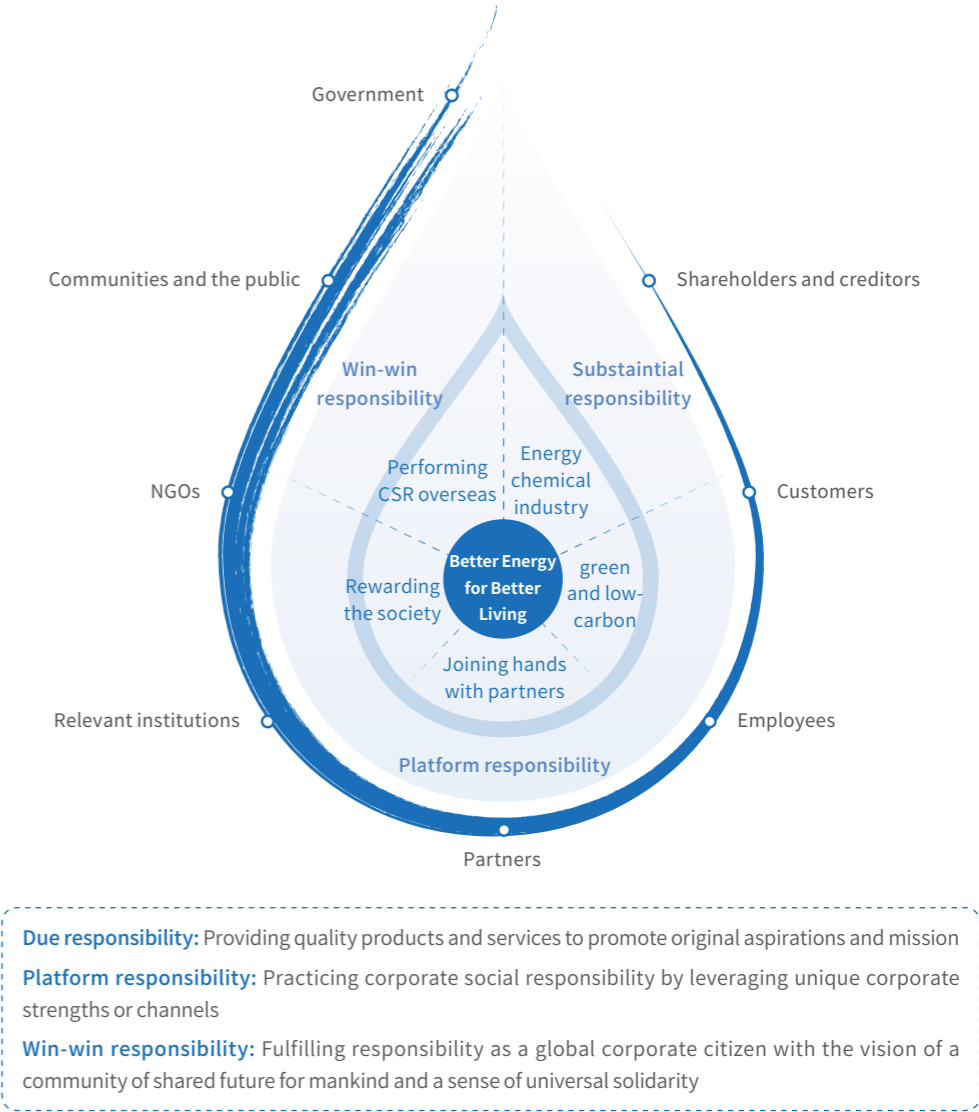 Government
Communities and the public
Shareholders and creditors
Win-win
responsibility
Substaintial
responsibility
Performing
CSR overseas
Energy
chemical
industry
NGOs
Customers
Better Energy
for Better
Living
Rewarding
the society
green
and low-
carbon
Joining hands
with partners
Relevant institutions
Employees
Platform responsibility
Partners
Due responsibility: Providing quality products and services to promote original aspirations and mission
Platform responsibility: Practicing corporate social responsibility by leveraging unique corporate
strengths or channels
Win-win responsibility: Fulfilling responsibility as a global corporate citizen with the vision of a
community of shared future for mankind and a sense of universal solidarity